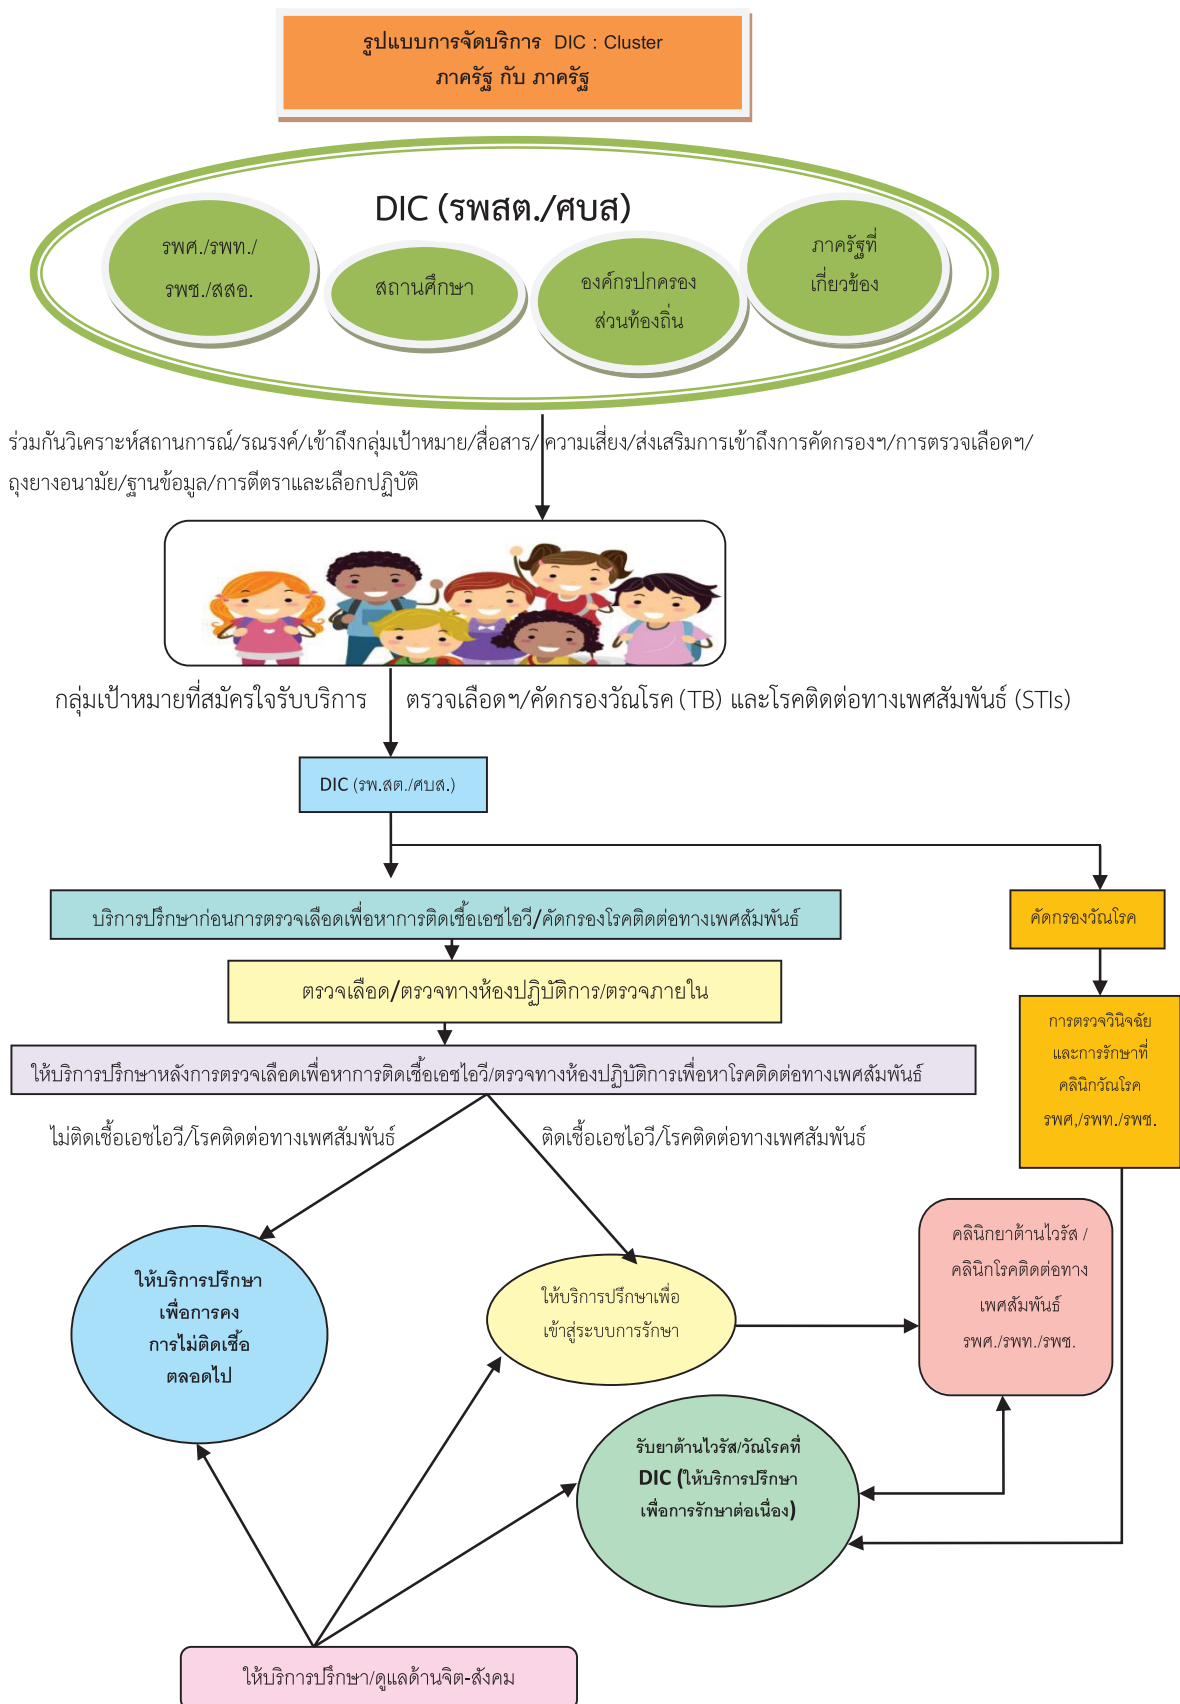 รูปแบบการจัดบริการ DIC : Cluster
ภาครัฐ กับ ภาครัฐ
DIC (รพสต./ศบส)
รพศ./รพท./
รพช./สสอ.
สถานศึกษา
องค์กรปกครอง
ส่วนท้องถิ่น
ภาครัฐที่
เกี่ยวข้อง
ร่วมกันวิเคราะห์สถานการณ์/รณรงค์/เข้าถึงกลุ่มเป้าหมาย/สื่อสาร/ความเสี่ยง/ส่งเสริมการเข้าถึงการคัดกรองฯ/การตรวจเลือดฯ/
ถุงยางอนามัย/ฐานข้อมูล/การตีตราและเลือกปฏิบัติ
กลุ่มเป้าหมายที่สมัครใจรับบริการ ตรวจเลือดฯ/คัดกรองวัณโรค (TB) และโรคติดต่อทางเพศสัมพันธ์ (STIs)
DIC (รพ.สต./ศบส.)
บริการปรึกษาก่อนการตรวจเลือดเพื่อหาการติดเชื้อเอชไอวี/คัดกรองโรคติดต่อทางเพศสัมพันธ์
คัดกรองวัณโรค
ตรวจเลือด/ตรวจทางห้องปฏิบัติการ/ตรวจภายใน
การตรวจวินิจฉัย
และการรักษาที่
คลินิกวัณโรค
รพศ,/รพท./รพช.
ให้บริการปรึกษาหลังการตรวจเลือดเพื่อหาการติดเชื้อเอชไอวี/ตรวจทางห้องปฏิบัติการเพื่อหาโรคติดต่อทางเพศสัมพันธ์
ไม่ติดเชื้อเอชไอวี/โรคติดต่อทางเพศสัมพันธ์
ติดเชื้อเอชไอวี/โรคติดต่อทางเพศสัมพันธ์
ให้บริการปรึกษา
เพื่อการคง
การไม่ติดเชื้อ
ตลอดไป
ให้บริการปรึกษาเพื่อ
เข้าสู่ระบบการรักษา
คลินิกยาต้านไวรัส /
คลินิกโรคติดต่อทาง
เพศสัมพันธ์
รพศ./รพท./รพช.
รับยาต้านไวรัส/วัณโรคที่
DIC (ให้บริการปรึกษา
เพื่อการรักษาต่อเนื่อง)
ให้บริการปรึกษา/ดูแลด้านจิต-สังคม